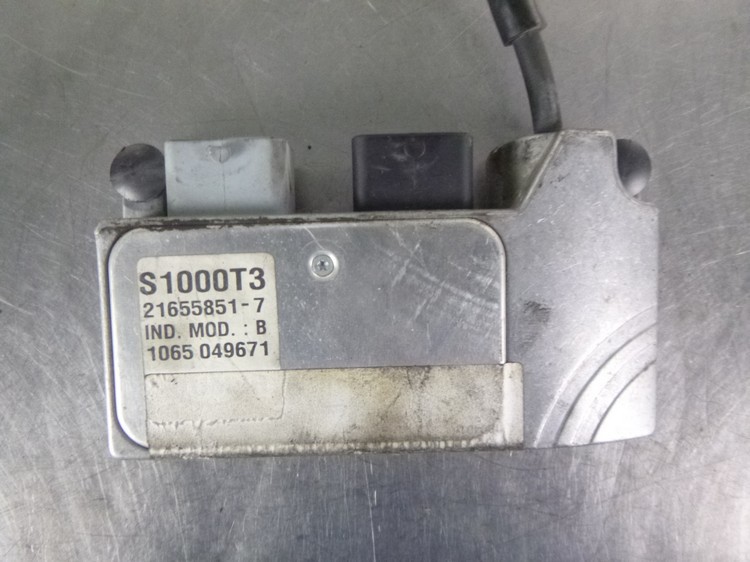 S1000T3
21655851-7
IND. MOD. : B
1065 049671